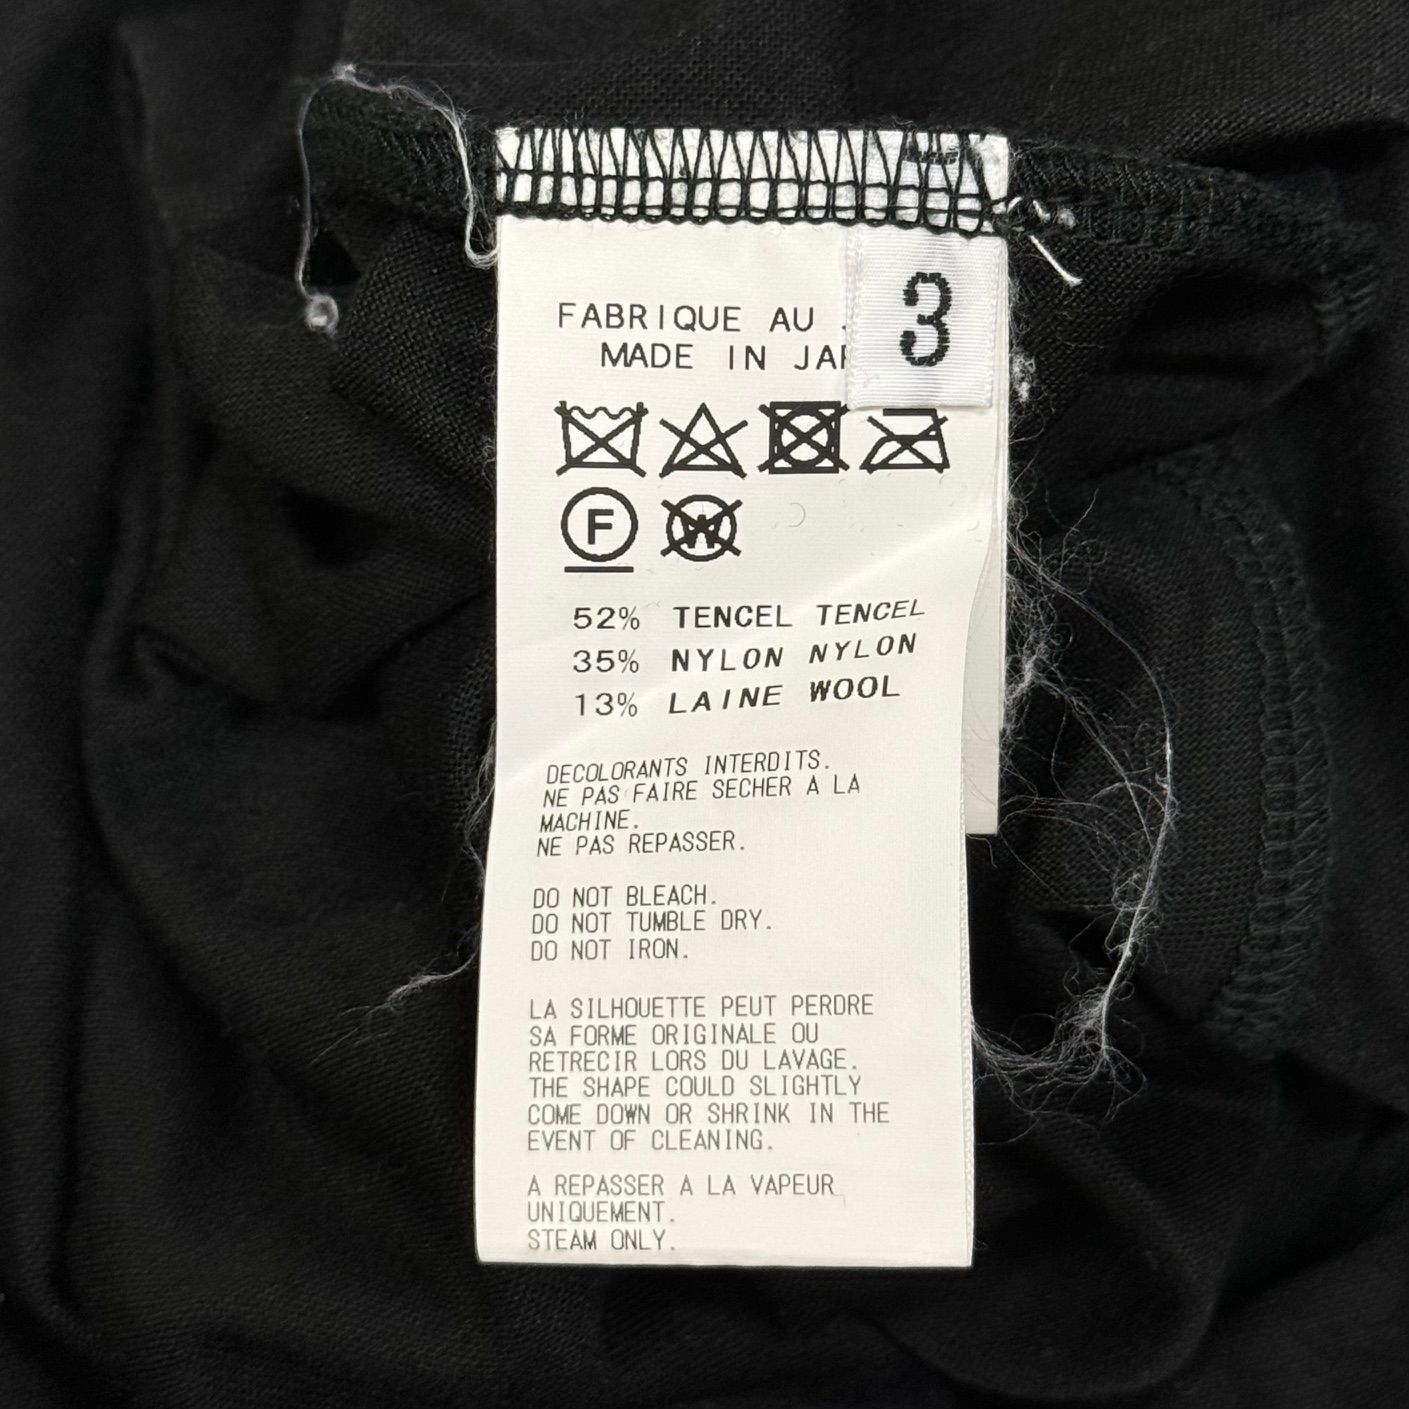 3
FABRIQUE AU
MADE IN
F
W
52% TENCEL TENCEL
35% NYLON NYLON
13% LAINE WOOL
DECOLORANTS INTERDITS.
NE PAS FAIRE SECHER A LA
MACHINE.
NE PAS REPASSER.
DO NOT BLEACH.
DO NOT TUMBLE DRY.
DO NOT IRON.
LA SILHOUETTE PEUT PERDRE
SA FORME ORIGINALE OU
RETRECIR LORS DU LAVAGE.
THE SHAPE COULD SLIGHTLY
COME DOWN OR SHRINK IN THE
EVENT OF CLEANING.
A REPASSER A LA VAPEUR
UNIQUEMENT.
STEAM ONLY.